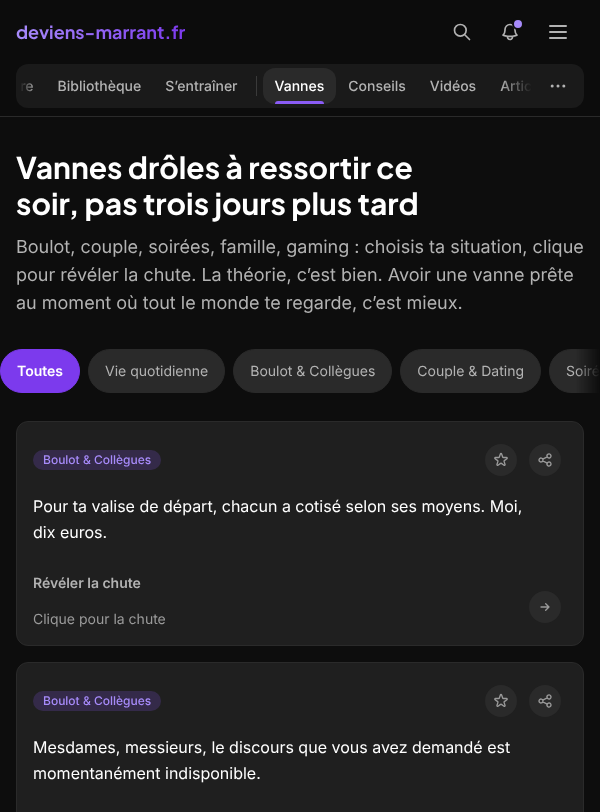 deviens-marrant.fr
re Bibliothèque S'entraîner Vannes Conseils Vidéos Artic
Vannes drôles à ressortir ce
soir, pas trois jours plus tard
Boulot, couple, soirées, famille, gaming : choisis ta situation, clique
pour révéler la chute. La théorie, c'est bien. Avoir une vanne prête
au moment où tout le monde te regarde, c'est mieux.
Toutes Vie quotidienne Boulot & Collègues Couple & Dating Soire
Boulot & Collègues
Pour ta valise de départ, chacun a cotisé selon ses moyens. Moi,
dix euros.
Révéler la chute
Clique pour la chute
Boulot & Collègues
Mesdames, messieurs, le discours que vous avez demandé est
momentanément indisponible.